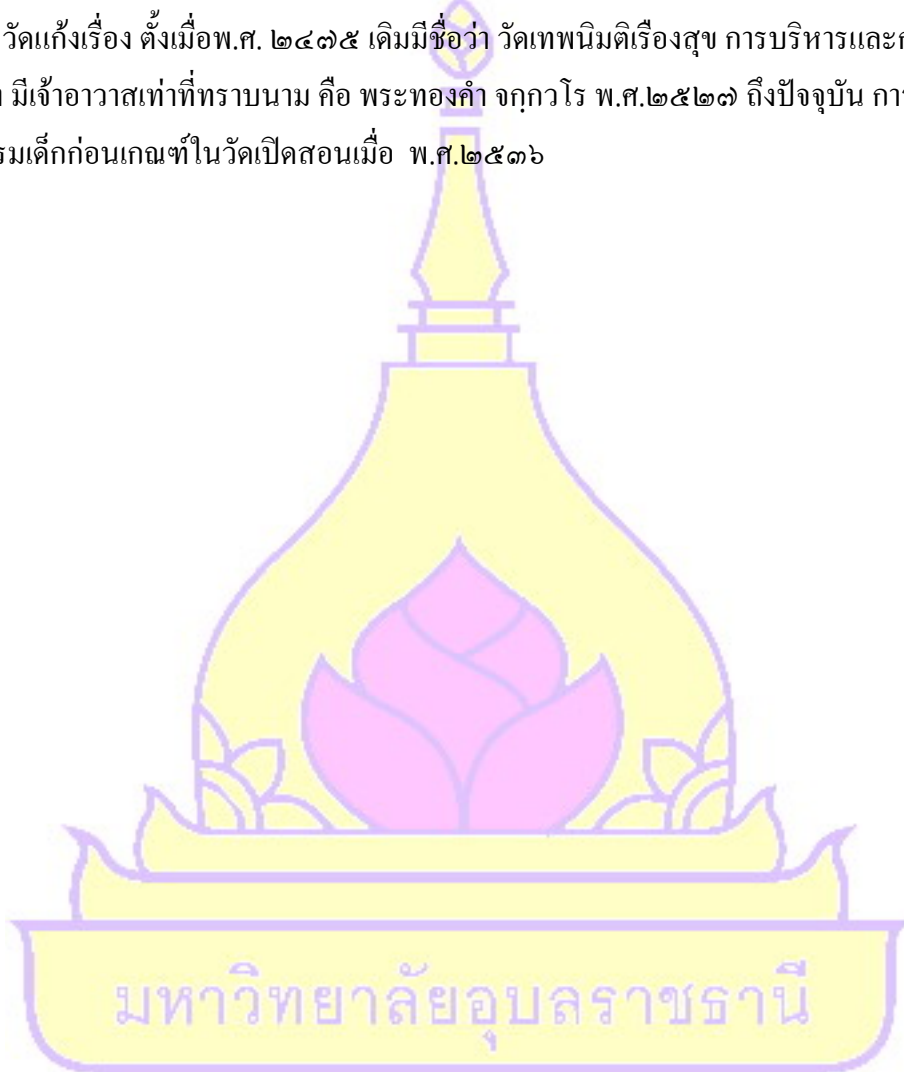 วัดแก้งเรื่อง ตั้งเมื่อพ.ศ. ๒๔๗๕ เดิมมีชื่อว่า วัดเทพนิมติเรืองสุข การบริหารและก
มีเจ้าอาวาสเท่าที่ทราบนาม คือ พระทองคำ จกฺกวโร พ.ศ.๒๕๒๗ ถึงปัจจุบัน การ
รมเด็กก่อนเกณฑ์ในวัดเปิดสอนเมื่อ พ.ศ.๒๕๓๖
มหาวิทยาลัยอุบลราชธานี